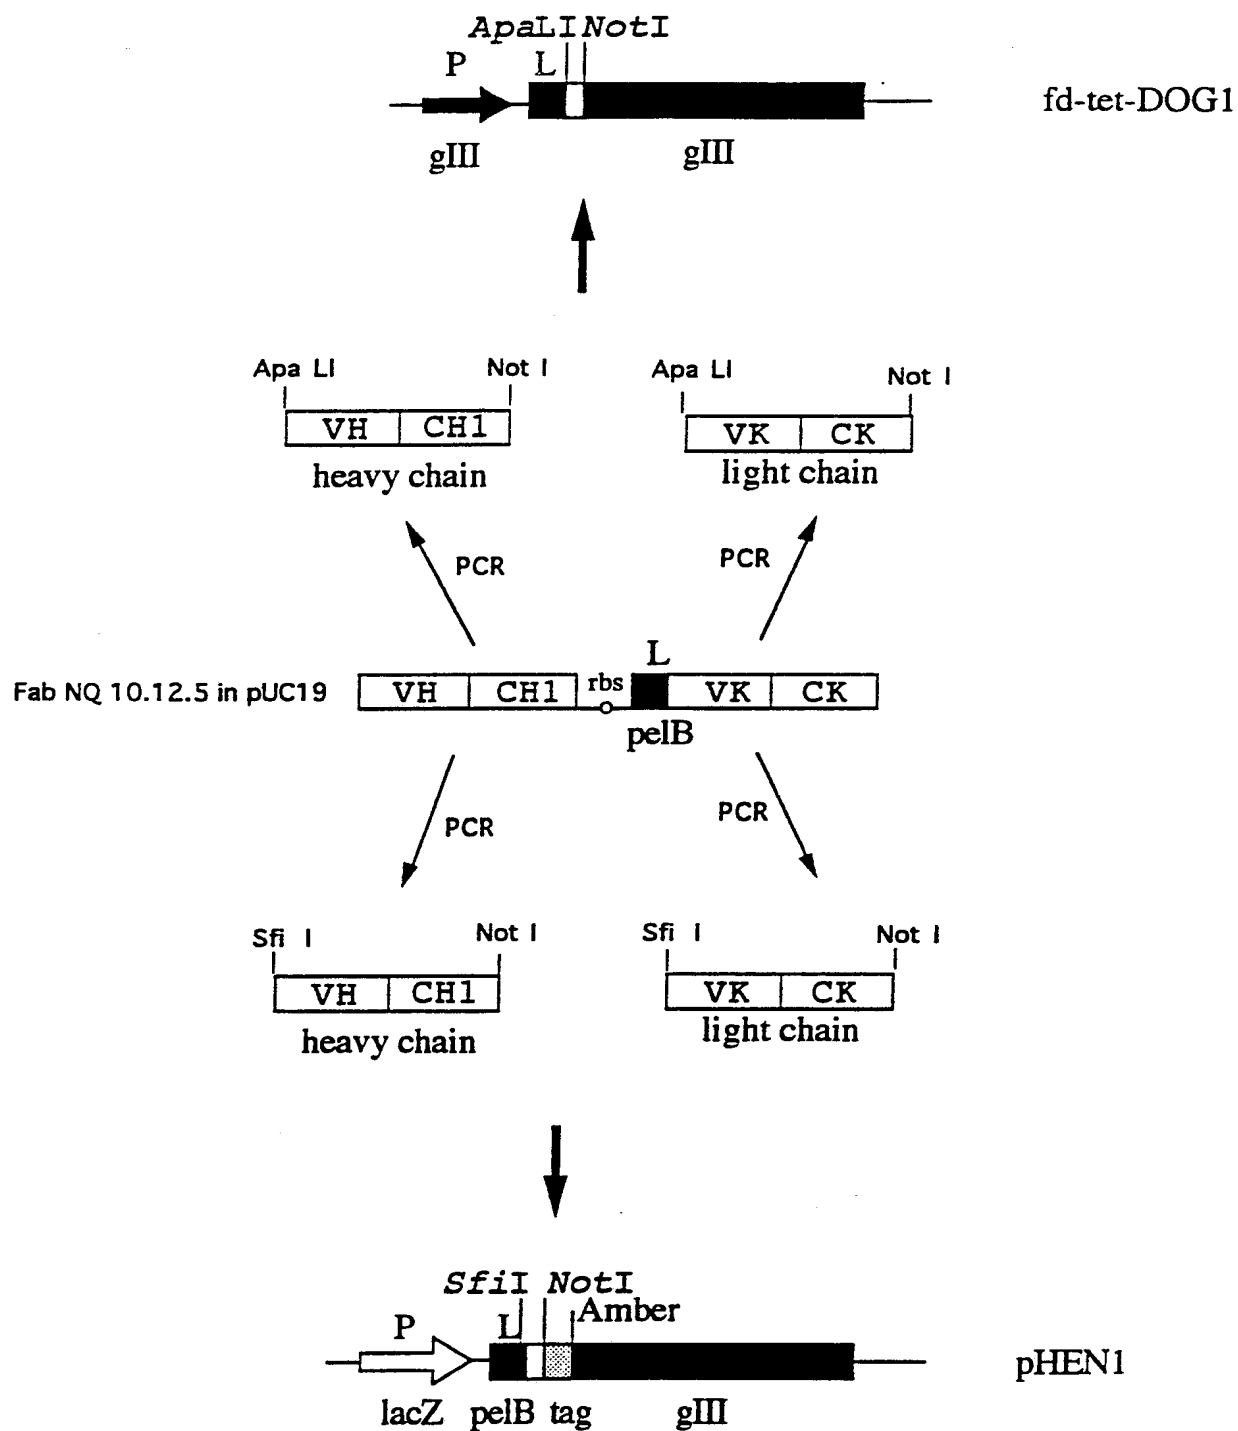 ApaLI NotI
P L
fd-tet-DOG1
gIII gIII
Apa LI Not I Apa LI Not I
VH CH1 VK CK
heavy chain light chain
PCR PCR
L
Fab NQ 10.12.5 in pUC19 VH CH1 rbs VK CK
pelB
PCR PCR
Sfi I Not I Sfi I Not I
VH CH1 VK CK
heavy chain light chain
SfiI NotI
P L Amber
pHEN1
lacZ pelB tag gIII